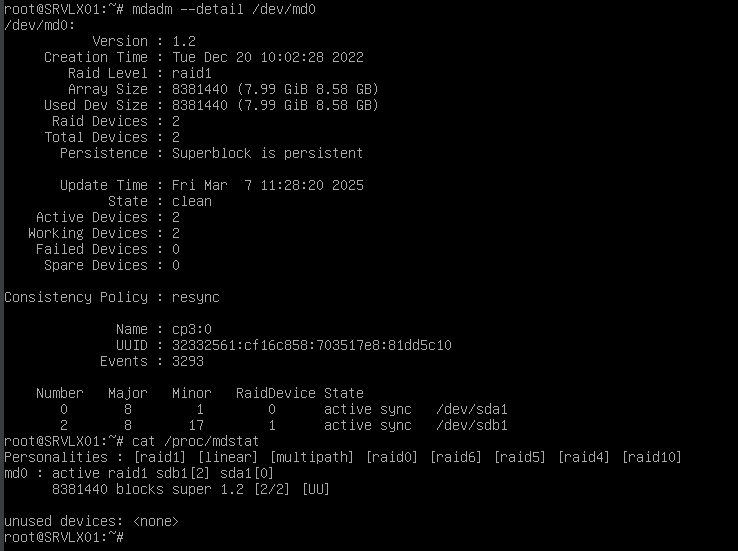 root@SRVLX01:~# mdadm --detail /dev/md0
/dev/md0:
Version : 1.2
Creation Time : Tue Dec 20 10:02:28 2022
Raid Level : raid1
Array Size : 8381440 (7.99 GiB 8.58 GB)
Used Dev Size : 8381440 (7.99 GiB 8.58 GB)
Raid Devices : 2
Total Devices : 2
Persistence : Superblock is persistent
Update Time : Fri Mar  7 11:28:20 2025
State : clean
Active Devices : 2
Working Devices : 2
Failed Devices : 0
Spare Devices : 0
Consistency Policy : resync
Name : cp3:0
UUID : 32332561:cf16c858:703517e8:81dd5c10
Events : 3293
Number   Major   Minor   RaidDevice State
0       8        1        0      active sync   /dev/sda1
2       8       17        1      active sync   /dev/sdb1
root@SRVLX01:~# cat /proc/mdstat
Personalities : [raid1] [linear] [multipath] [raid0] [raid6] [raid5] [raid4] [raid10]
md0 : active raid1 sdb1[2] sda1[0]
8381440 blocks super 1.2 [2/2] [UU]
unused devices: <none>
root@SRVLX01:~#